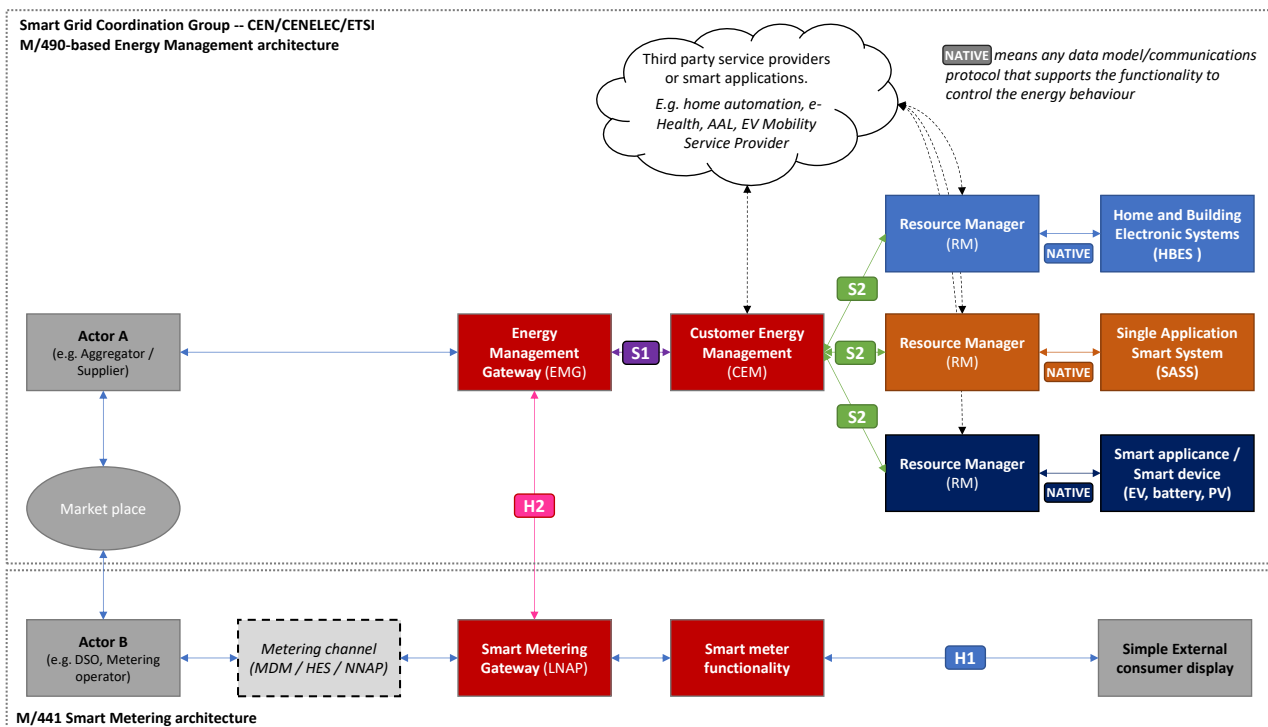 Smart Grid Coordination Group -- CEN/CENELEC/ETSI
M/490-based Energy Management architecture
Third party service providers
or smart applications.
E.g. home automation, e-
Health, AAL, EV Mobility
Service Provider
NATIVE means any data model/communications
protocol that supports the functionality to
control the energy behaviour
Resource Manager
(RM)
NATIVE
Home and Building
Electronic Systems
(HBES )
S2
Actor A
(e.g. Aggregator /
Supplier)
Energy
Management
Gateway (EMG)
S1
Customer Energy
Management
(CEM)
S2
Resource Manager
(RM)
NATIVE
Single Application
Smart System
(SASS)
S2
Resource Manager
(RM)
NATIVE
Smart applicance /
Smart device
(EV, battery, PV)
Market place
H2
Actor B
(e.g. DSO, Metering
operator)
Metering channel
(MDM / HES / NNAP)
Smart Metering
Gateway (LNAP)
Smart meter
functionality
H1
Simple External
consumer display
M/441 Smart Metering architecture